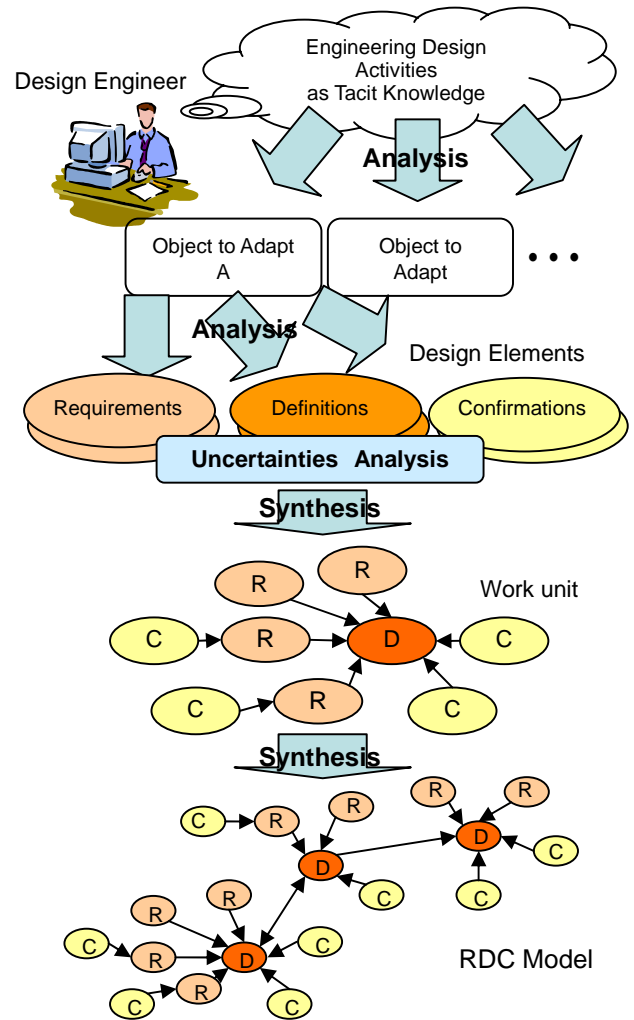 Engineering Design
Activities
as Tacit Knowledge
Design Engineer
Analysis
Object to Adapt
A
Object to
Adapt
• • •
Analysis
Design Elements
Requirements
Definitions
Confirmations
Uncertainties Analysis
Synthesis
R
R
Work unit
C
R
D
C
C
R
C
Synthesis
R
R
R
C
R
D
D
C
C
C
R
R
C
C
R
D
RDC Model
C
R
C